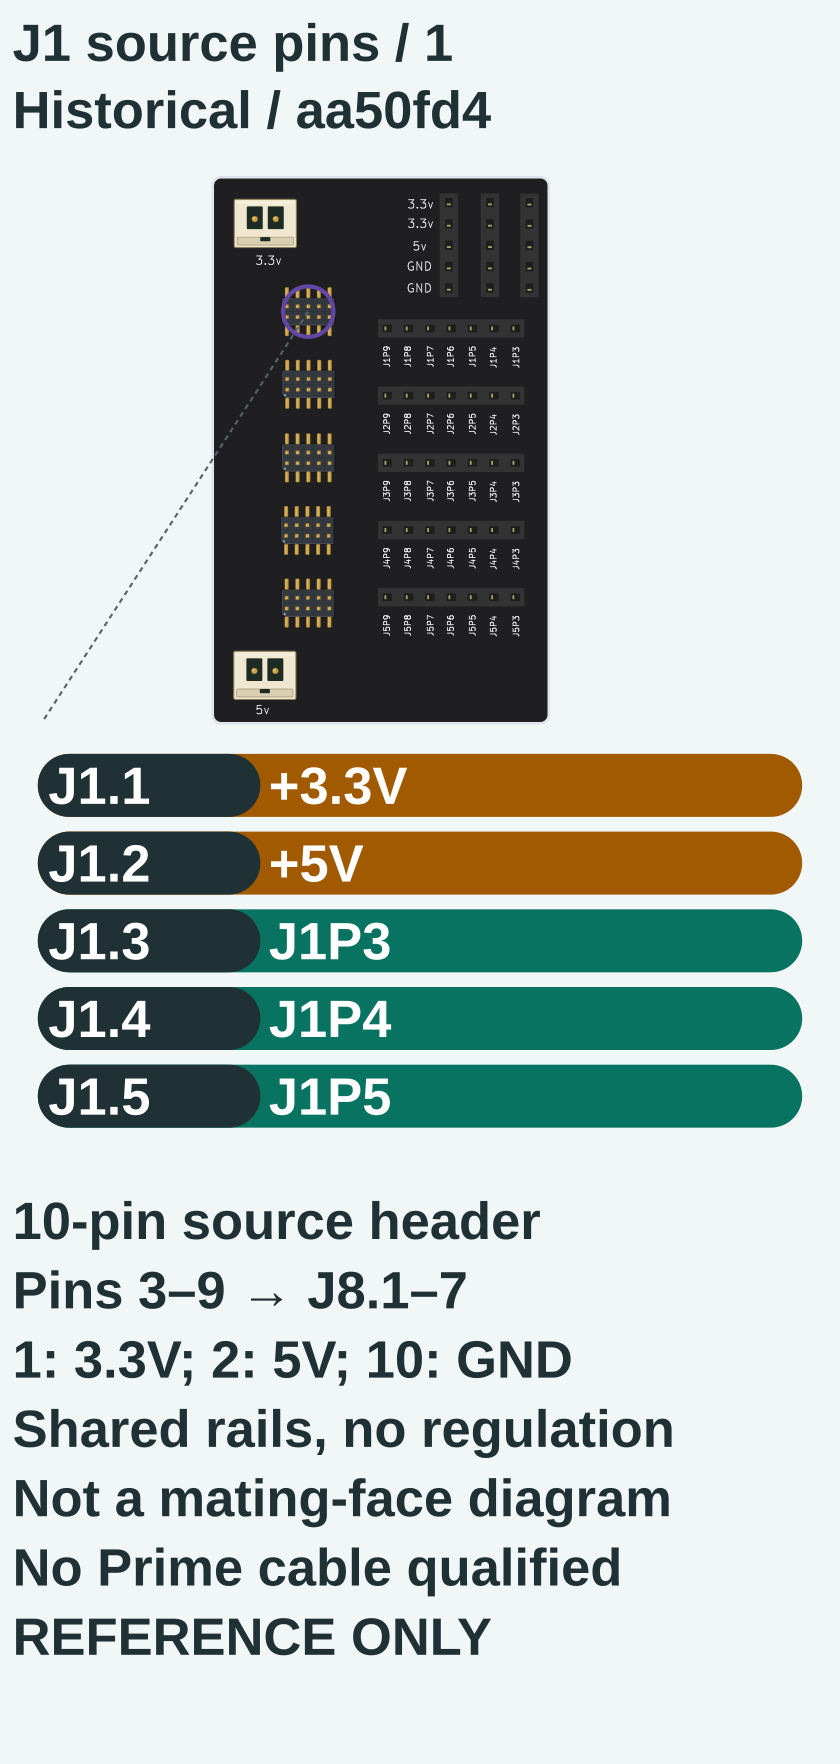 J1 source pins / 1
Historical / aa50fd4
3.3v
3.3v
3.3v
5v
GND
GND
J1P9 J1P8 J1P7 J1P6 J1P5 J1P4 J1P3
J2P9 J2P8 J2P7 J2P6 J2P5 J2P4 J2P3
J3P9 J3P8 J3P7 J3P6 J3P5 J3P4 J3P3
J4P9 J4P8 J4P7 J4P6 J4P5 J4P4 J4P3
J5P9 J5P8 J5P7 J5P6 J5P5 J5P4 J5P3
5v
J1.1 +3.3V
J1.2 +5V
J1.3 J1P3
J1.4 J1P4
J1.5 J1P5
10-pin source header
Pins 3–9 → J8.1–7
1: 3.3V; 2: 5V; 10: GND
Shared rails, no regulation
Not a mating-face diagram
No Prime cable qualified
REFERENCE ONLY